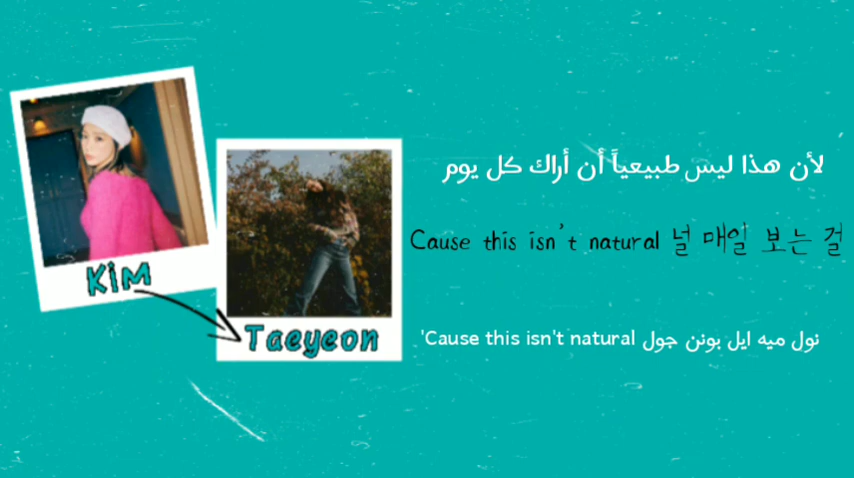 Kim
Taeyeon
لأن هذا ليس طبيعياً أن أراك كل يوم
Cause this isn't natural 널 매일 보는 걸
'Cause this isn't natural نول ميه ايل بونن جول